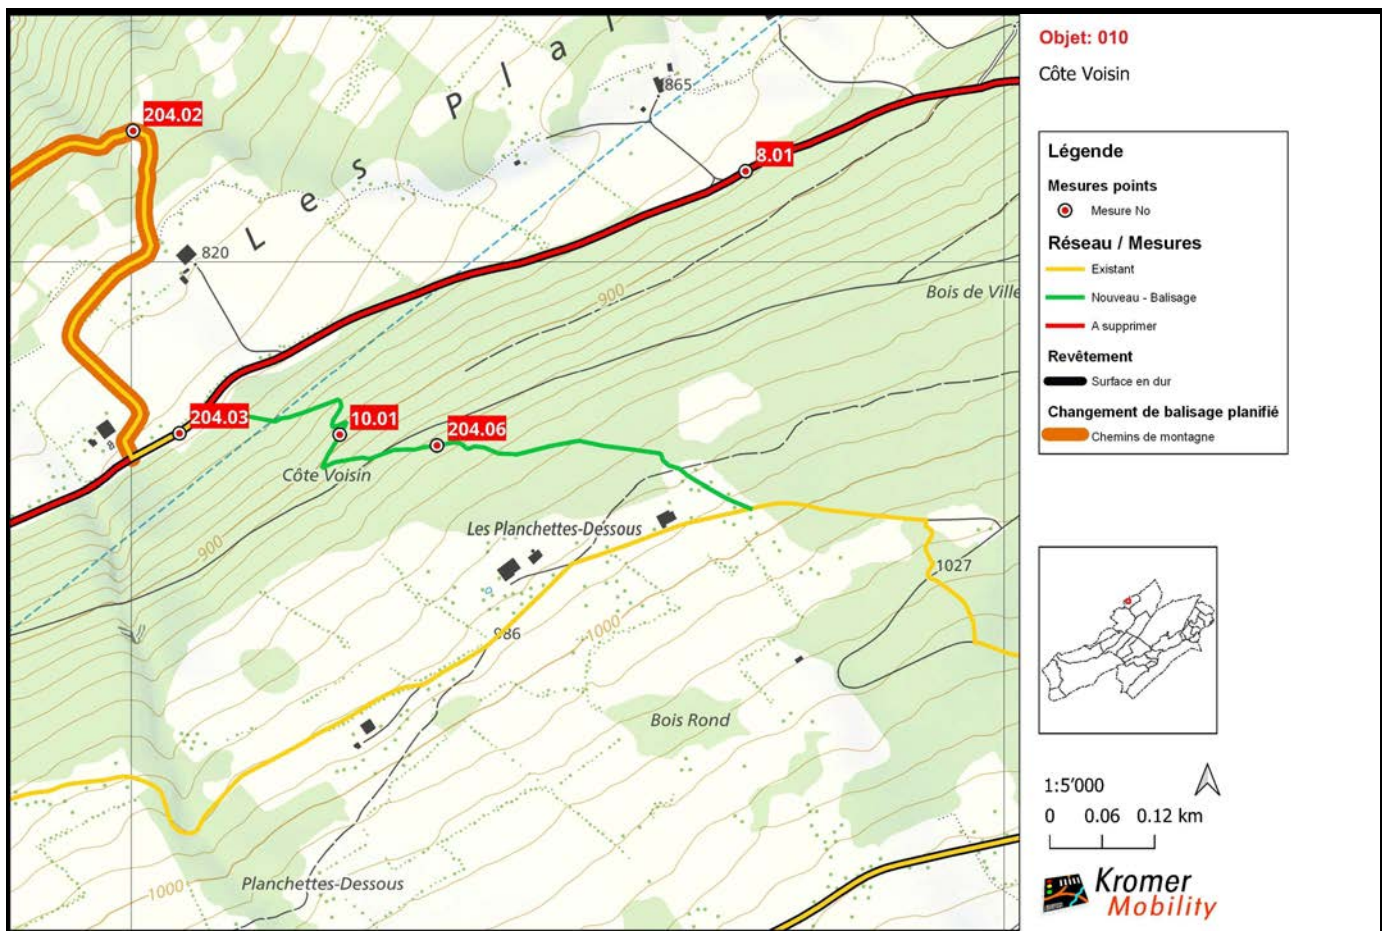 204.02
865
Les Pla
8.01
820
900
Bois de Ville
204.03
10.01
204.06
Côte Voisin
Les Planchettes-Dessous
900
1027
986
1000
Bois Rond
1000
Planchettes-Dessous
Objet: 010
Côte Voisin
Légende
Mesures points
Mesure No
Réseau / Mesures
Existant
Nouveau - Balisage
A supprimer
Revêtement
Surface en dur
Changement de balisage planifié
Chemins de montagne
1:5'000
0 0.06 0.12 km
Kromer
Mobility